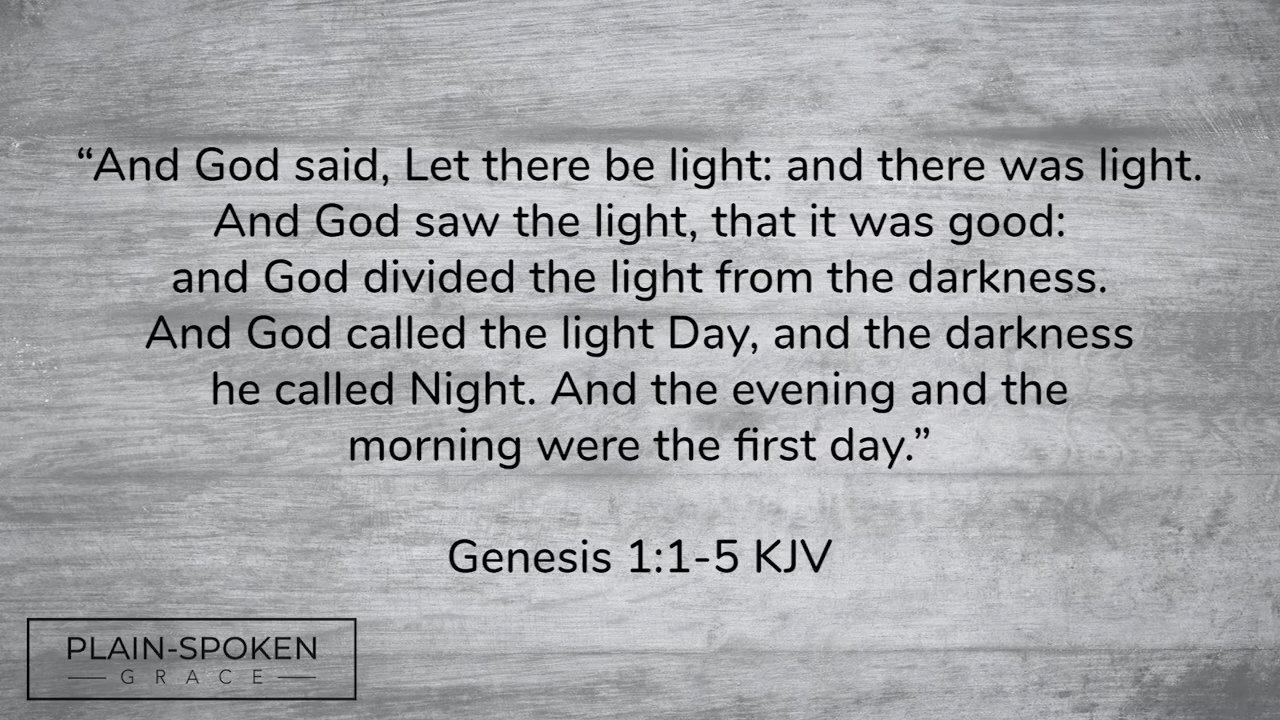 “And God said, Let there be light: and there was light.
And God saw the light, that it was good:
and God divided the light from the darkness.
And God called the light Day, and the darkness
he called Night. And the evening and the
morning were the first day.”
Genesis 1:1-5 KJV
PLAIN-SPOKEN
GRACE